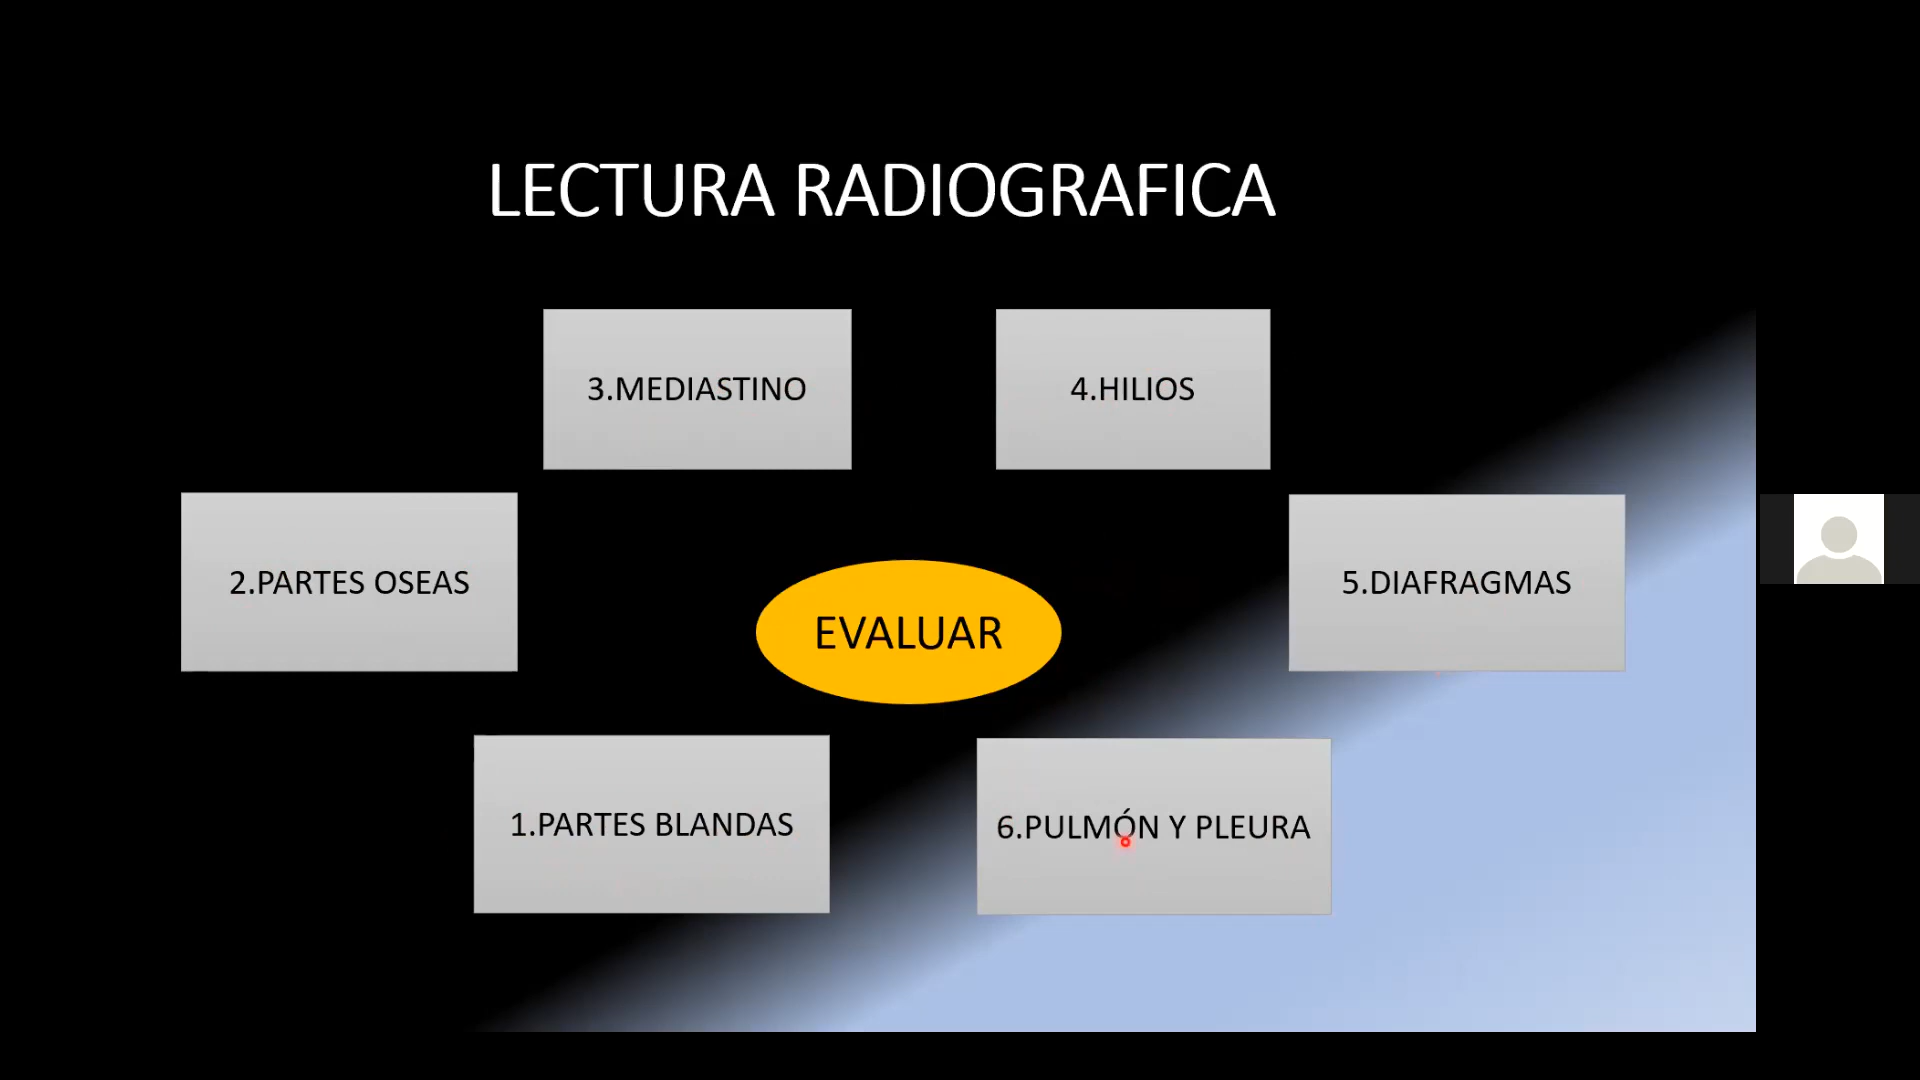 LECTURA RADIOGRAFICA
3.MEDIASTINO
4.HILIOS
2.PARTES OSEAS
5.DIAFRAGMAS
EVALUAR
1.PARTES BLANDAS
6.PULMÓN Y PLEURA